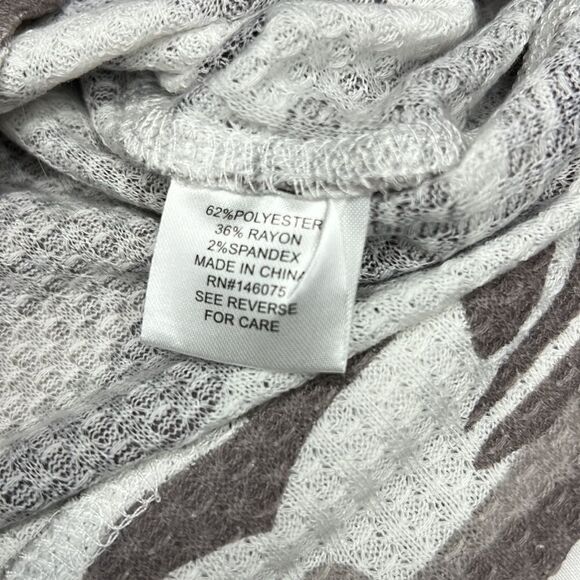 62%POLYESTER
36% RAYON
2%SPANDEX
MADE IN CHINA
RN#146075
SEE REVERSE
FOR CARE